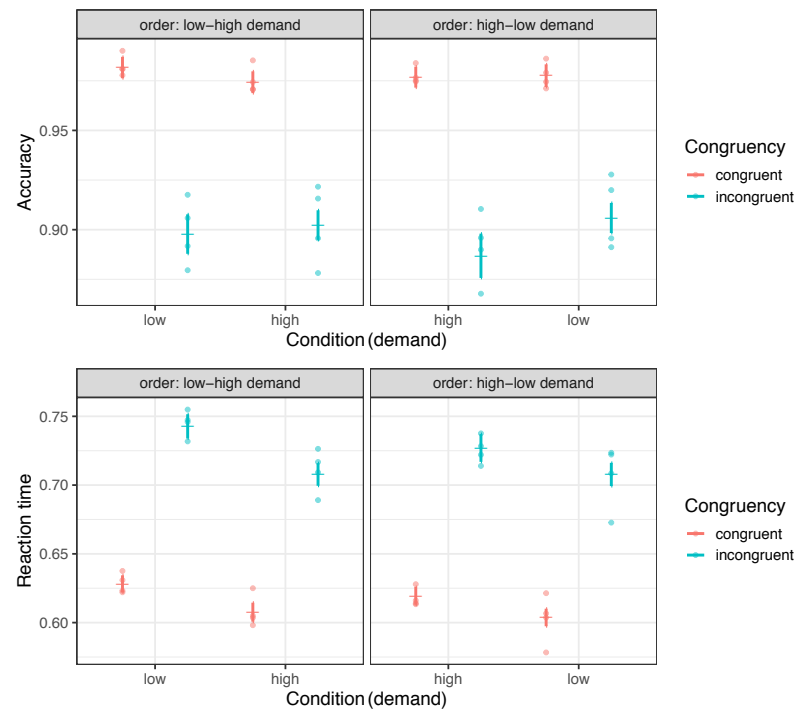 order: low−high demand
order: high−low demand
Accuracy
0.95
0.90
low
high
high
low
Condition (demand)
Congruency
congruent
incongruent
order: low−high demand
order: high−low demand
Reaction time
0.75
0.70
0.65
0.60
low
high
high
low
Condition (demand)
Congruency
congruent
incongruent